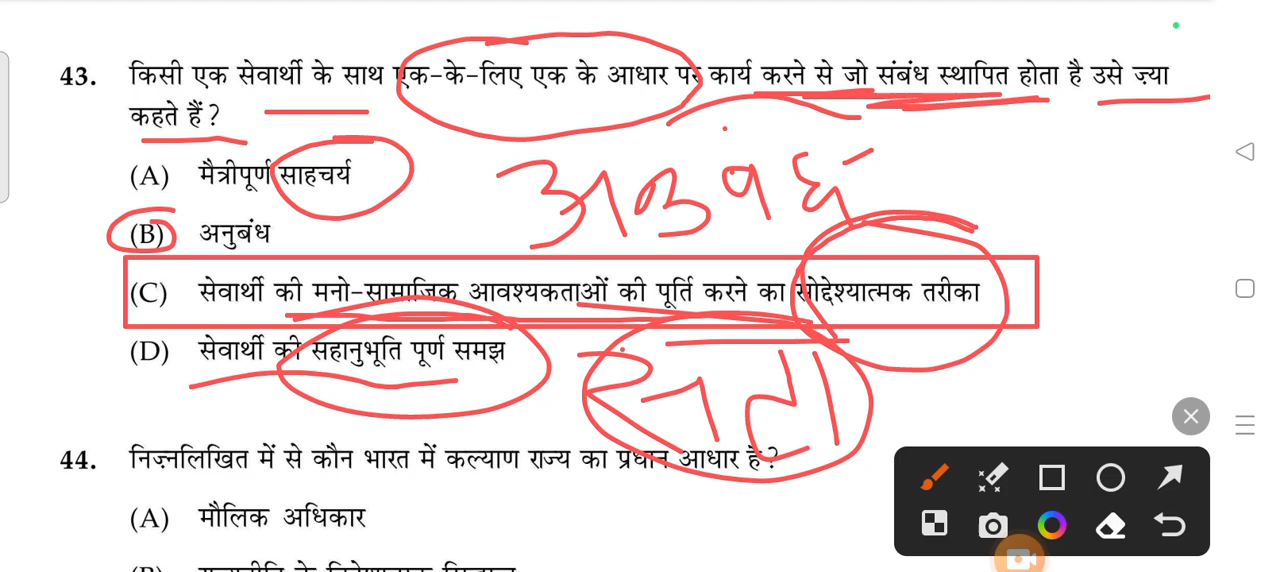 43. किसी एक सेवार्थी के साथ एक-के-लिए एक के आधार पर कार्य करने से जो संबंध स्थापित होता है उसे ज़्या
कहते हैं?
(A) मैत्रीपूर्ण साहचर्य
(B) अनुबंध
(C) सेवार्थी की मनो-सामाजिक आवश्यकताओं की पूर्ति करने का सोद्देश्यात्मक तरीका
(D) सेवार्थी की सहानुभूति पूर्ण समझ
44. निज़्नलिखित में से कौन भारत में कल्याण राज्य का प्रधान आधार है?
(A) मौलिक अधिकार